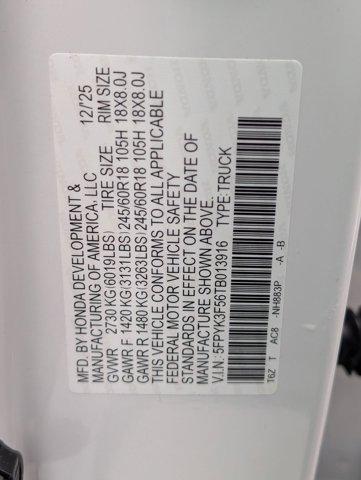 MFD. BY HONDA DEVELOPMENT &
MANUFACTURING OF AMERICA, LLC 12/'25
GVWR 2730 KG(6019LBS) TIRE SIZE RIM SIZE
GAWR F 1420 KG(3131LBS) 245/60R18 105H 18X8.0J
GAWR R 1480 KG(3263LBS) 245/60R18 105H 18X8.0J
THIS VEHICLE CONFORMS TO ALL APPLICABLE
FEDERAL MOTOR VEHICLE SAFETY
STANDARDS IN EFFECT ON THE DATE OF
MANUFACTURE SHOWN ABOVE.
V.I.N.: 5FPYK3F56TB013916 TYPE:TRUCK
T6Z T AC8 -NH883P -A -B